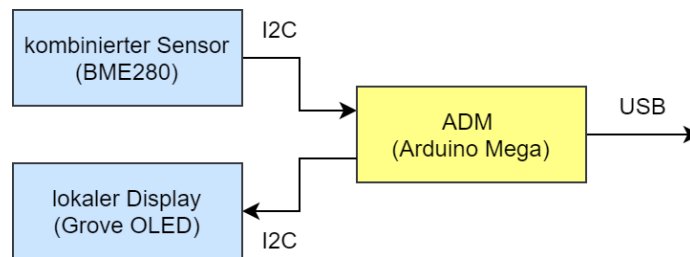 kombinierter Sensor
(BME280)
I2C
ADM
(Arduino Mega)
USB
lokaler Display
(Grove OLED)
I2C